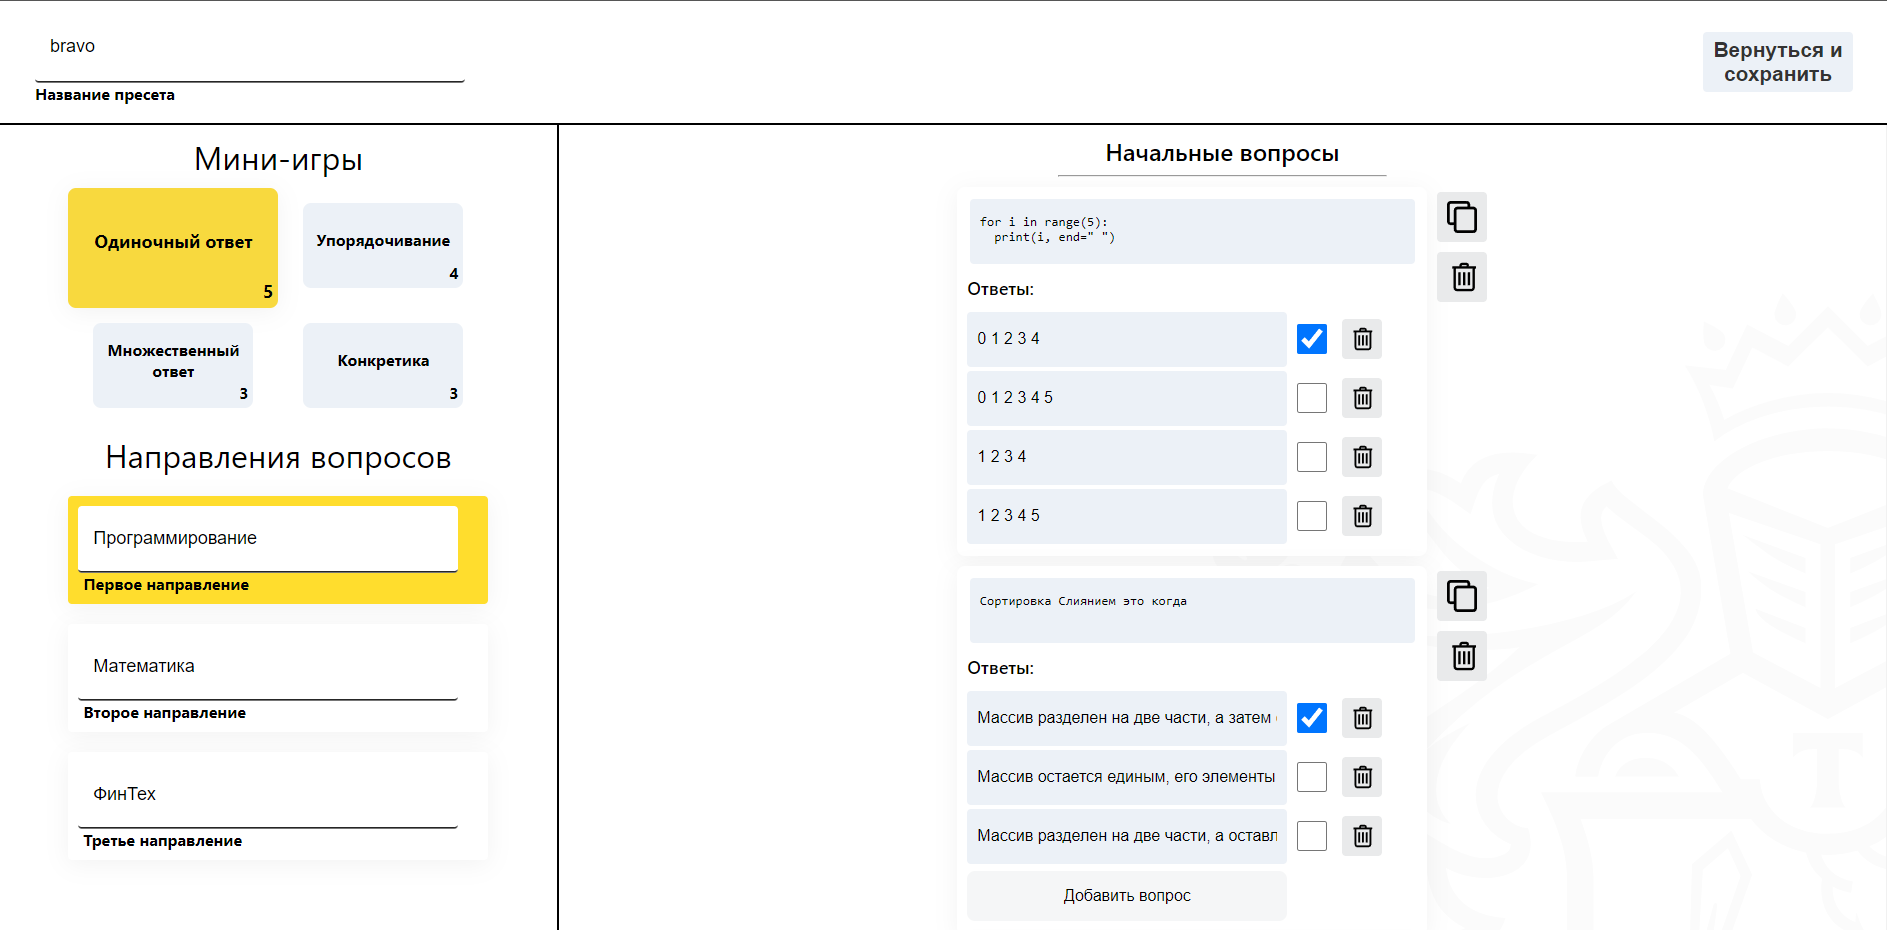 bravo
Название пресета
Вернуться и
сохранить
Мини-игры
Одиночный ответ
5
Упорядочивание
4
Множественный
ответ
3
Конкретика
3
Направления вопросов
Программирование
Первое направление
Математика
Второе направление
ФинТех
Третье направление
Начальные вопросы
for i in range(5):
  print(i, end=" ")
Ответы:
0 1 2 3 4
0 1 2 3 4 5
1 2 3 4
1 2 3 4 5
Сортировка Слиянием это когда
Ответы:
Массив разделен на две части, а затем
Массив остается единым, его элементы
Массив разделен на две части, а оставл
Добавить вопрос